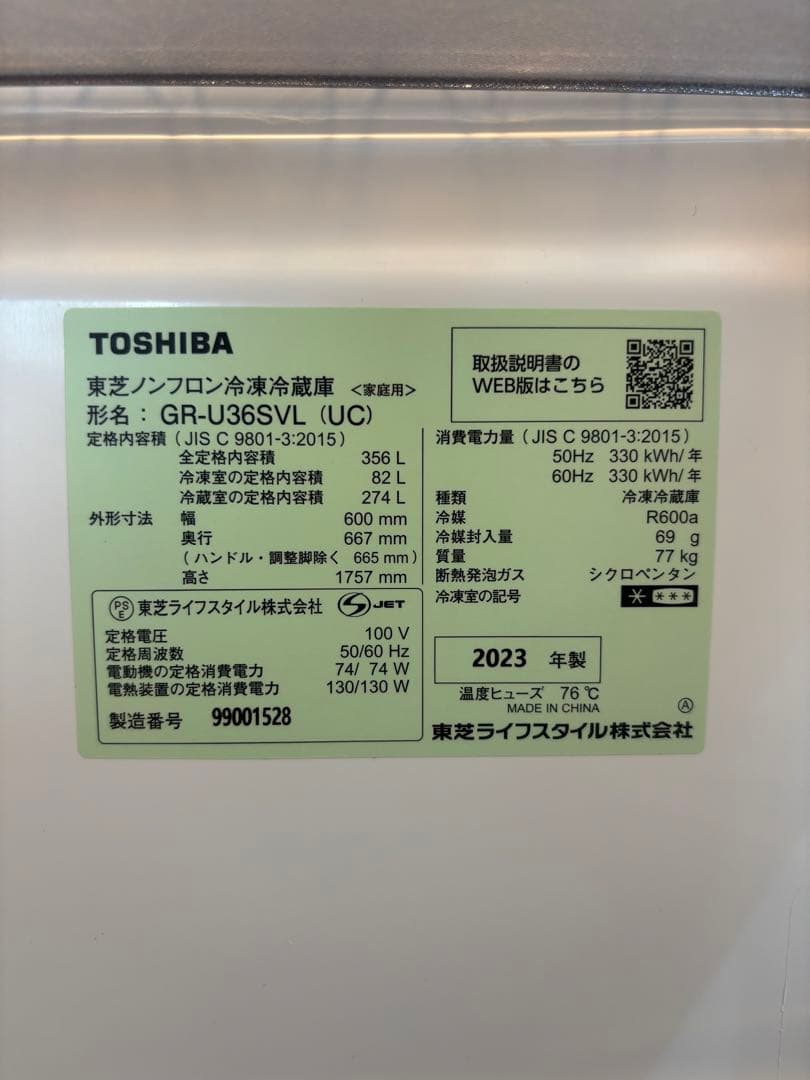 TOSHIBA
東芝ノンフロン冷凍冷蔵庫 <家庭用>
形名: GR-U36SVL (UC)
取扱説明書の
WEB版はこちら
定格内容積 (JIS C 9801-3:2015)
全定格内容積 356 L
冷凍室の定格内容積 82 L
冷蔵室の定格内容積 274 L
外形寸法 幅 600 mm
奥行 667 mm
(ハンドル・調整脚除く 665 mm)
高さ 1757 mm
消費電力量 (JIS C 9801-3:2015)
50Hz 330 kWh/年
60Hz 330 kWh/年
種類 冷凍冷蔵庫
冷媒 R600a
冷媒封入量 69 g
質量 77 kg
断熱発泡ガス シクロペンタン
冷凍室の記号 * ***
PSE 東芝ライフスタイル株式会社 S JET
定格電圧 100 V
定格周波数 50/60 Hz
電動機の定格消費電力 74/ 74 W
電熱装置の定格消費電力 130/130 W
製造番号 99001528
2023 年製
温度ヒューズ 76℃
MADE IN CHINA
Ⓐ
東芝ライフスタイル株式会社